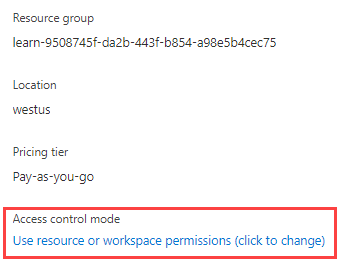 Resource group
learn-9508745f-da2b-443f-b854-a98e5b4cec75
Location
westus
Pricing tier
Pay-as-you-go
Access control mode
Use resource or workspace permissions (click to change)